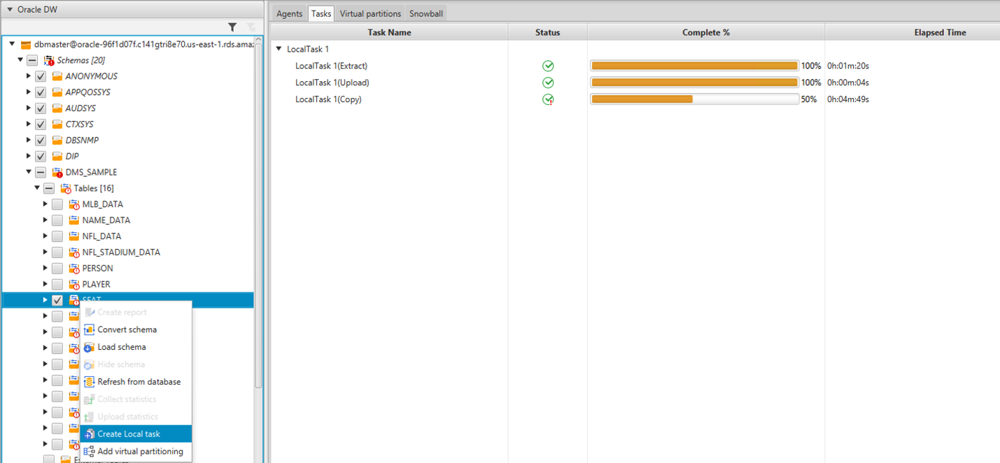 Oracle DW
dbmaster@oracle-96f1d07f.c141gtri8e70.us-east-1.rds.amaz
Schemas [20]
ANONYMOUS
APPQOSSYS
AUDSYS
CTXSYS
DBSNMP
DIP
DMS_SAMPLE
Tables [16]
MLB_DATA
NAME_DATA
NFL_DATA
NFL_STADIUM_DATA
PERSON
PLAYER
SEAT
Create report
Convert schema
Load schema
Hide schema
Refresh from database
Collect statistics
Upload statistics
Create Local task
Add virtual partitioning
Agents Tasks Virtual partitions Snowball
Task Name Status Complete % Elapsed Time
LocalTask 1
LocalTask 1(Extract) 100% 0h:01m:20s
LocalTask 1(Upload) 100% 0h:00m:04s
LocalTask 1(Copy) 50% 0h:04m:49s